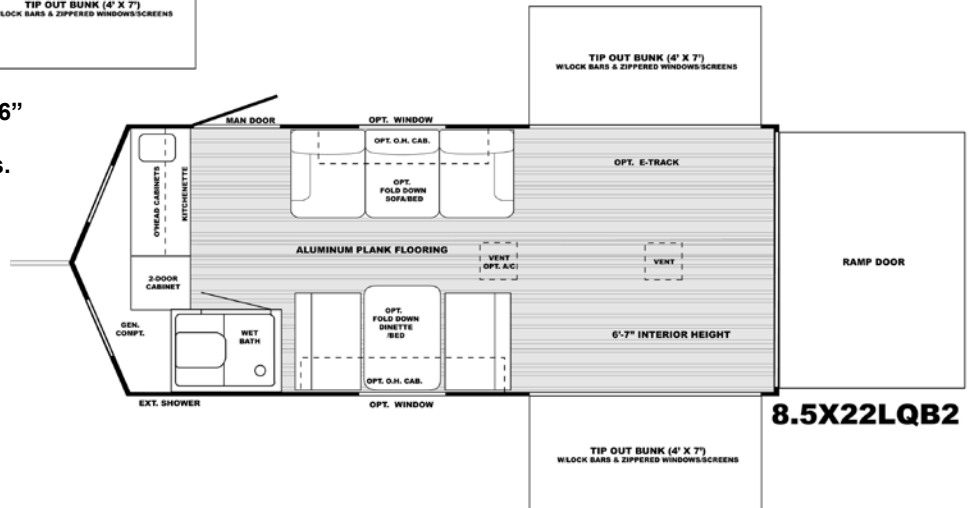 TIP OUT BUNK (4' X 7')
W/LOCK BARS & ZIPPERED WINDOWS/SCREENS
6”
s.
TIP OUT BUNK (4' X 7')
W/LOCK BARS & ZIPPERED WINDOWS/SCREENS
MAN DOOR
OPT. WINDOW
OPT. O.H. CAB.
O'HEAD CABINETS
KITCHENETTE
OPT.
FOLD DOWN
SOFA/BED
OPT. E-TRACK
ALUMINUM PLANK FLOORING
VENT
OPT. A/C
VENT
RAMP DOOR
2-DOOR
CABINET
GEN.
COMPT.
WET
BATH
OPT.
FOLD DOWN
DINETTE
/BED
6'-7" INTERIOR HEIGHT
OPT. O.H. CAB.
EXT. SHOWER
OPT. WINDOW
8.5X22LQB2
TIP OUT BUNK (4' X 7')
W/LOCK BARS & ZIPPERED WINDOWS/SCREENS